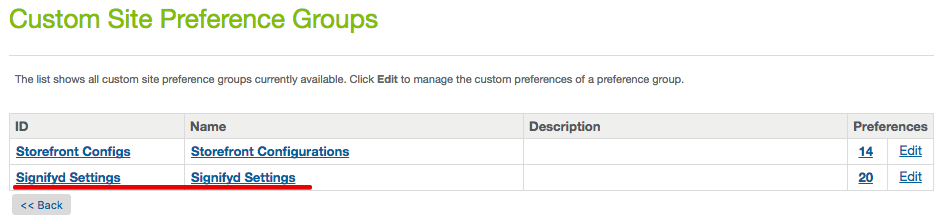 Custom Site Preference Groups
The list shows all custom site preference groups currently available. Click Edit to manage the custom preferences of a preference group.
ID Name Description Preferences
Storefront Configs Storefront Configurations 14 Edit
Signifyd Settings Signifyd Settings 20 Edit
<< Back